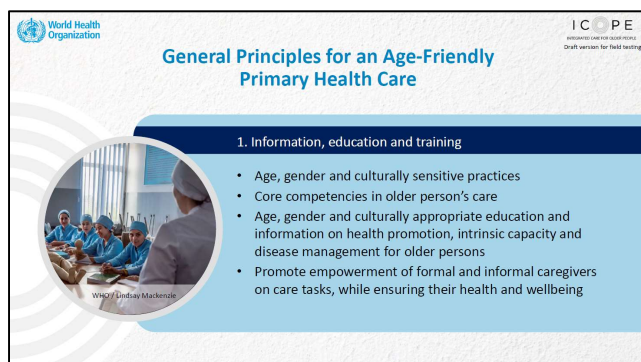 World Health
Organization
ICOPE
INTEGRATED CARE FOR OLDER PEOPLE
Draft version for field testing
General Principles for an Age-Friendly
Primary Health Care
1. Information, education and training
• Age, gender and culturally sensitive practices
• Core competencies in older person's care
• Age, gender and culturally appropriate education and
information on health promotion, intrinsic capacity and
disease management for older persons
• Promote empowerment of formal and informal caregivers
on care tasks, while ensuring their health and wellbeing
WHO / Lindsay Mackenzie